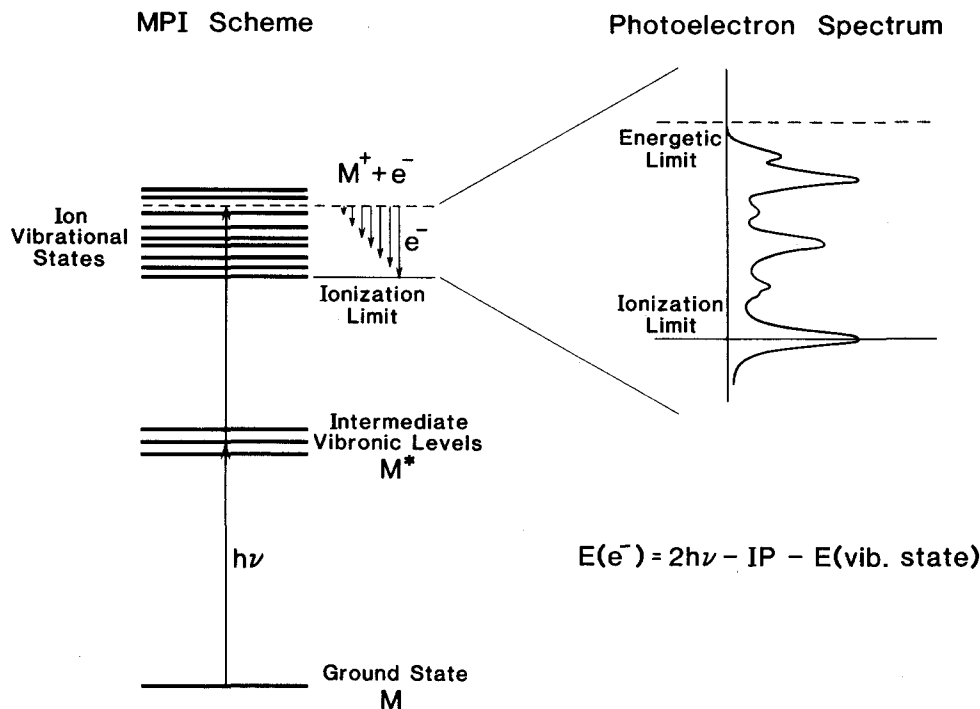 MPI Scheme
Photoelectron Spectrum
M⁺ + e⁻
Ion
Vibrational
States
e⁻
Ionization
Limit
Energetic
Limit
Ionization
Limit
Intermediate
Vibronic Levels
M*
hν
E(e⁻) = 2hν – IP – E(vib. state)
Ground State
M